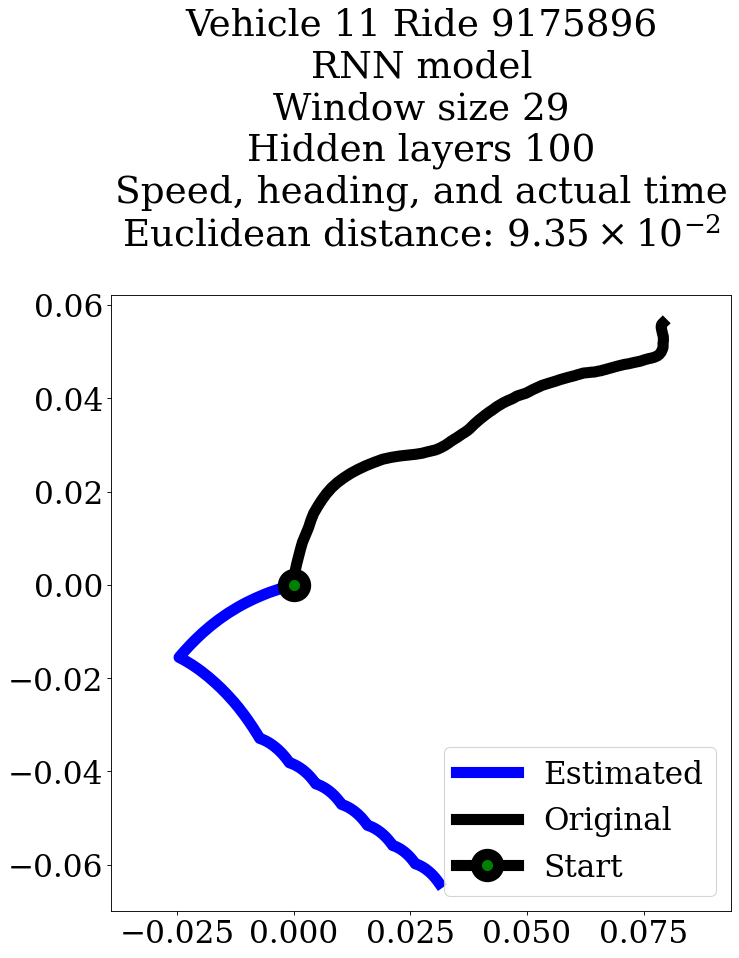 Vehicle 11 Ride 9175896
RNN model
Window size 29
Hidden layers 100
Speed, heading, and actual time
Euclidean distance: 9.35 × 10⁻²
0.06
0.04
0.02
0.00
−0.02
−0.04
−0.06
Estimated
Original
Start
−0.025 0.000 0.025 0.050 0.075